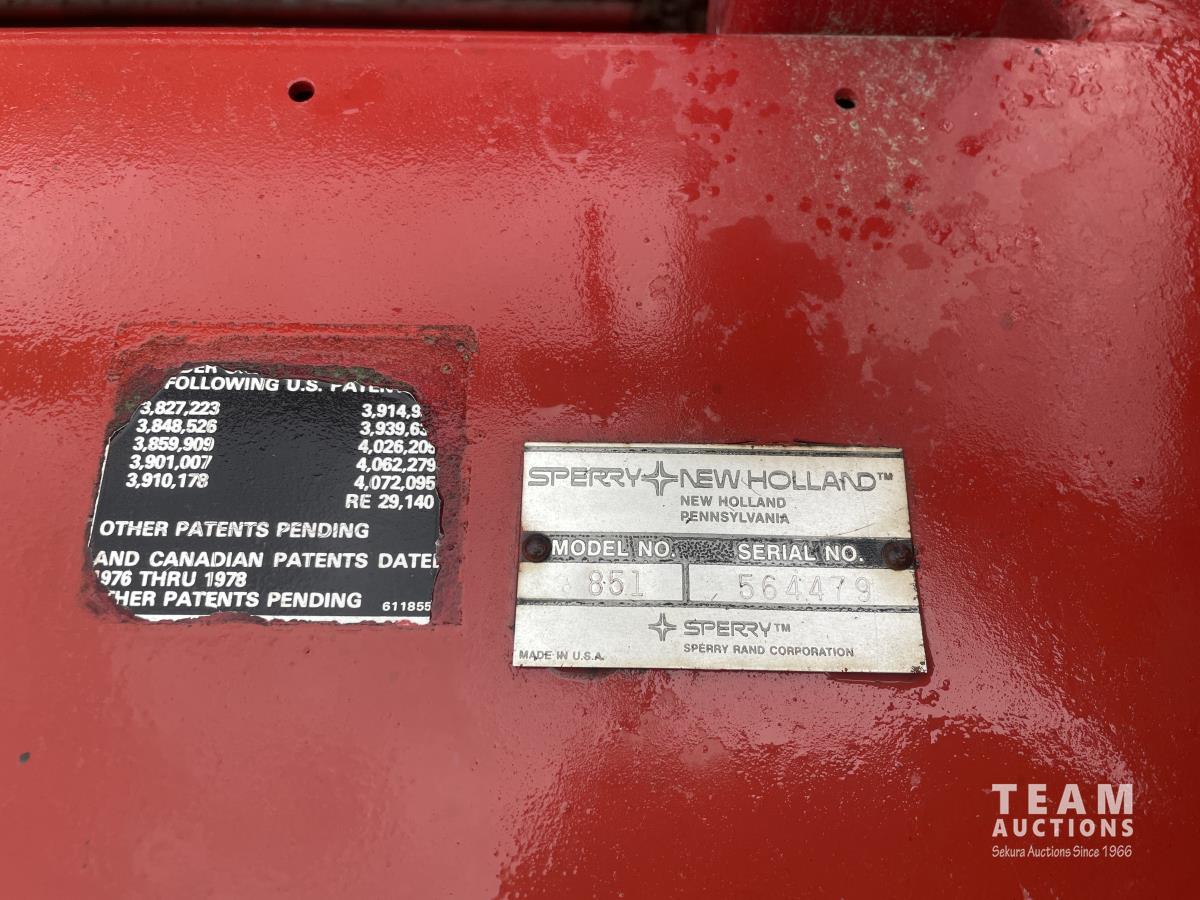 FOLLOWING U.S.
3,827,223
3,848,526
3,859,909
3,901,007
3,910,178
3,914,9
3,939,63
4,026,20
4,062,279
4,072,095
RE 29,140
OTHER PATENTS PENDING
AND CANADIAN PATENTS DATE
1976 THRU 1978
HER PATENTS PENDING 611855
SPERRY NEW HOLLAND™
NEW HOLLAND
PENNSYLVANIA
MODEL NO. SERIAL NO.
851 564479
SPERRY™
SPERRY RAND CORPORATION
MADE IN U.S.A.
TEAM
AUCTIONS
Sekura Auctions Since 1966